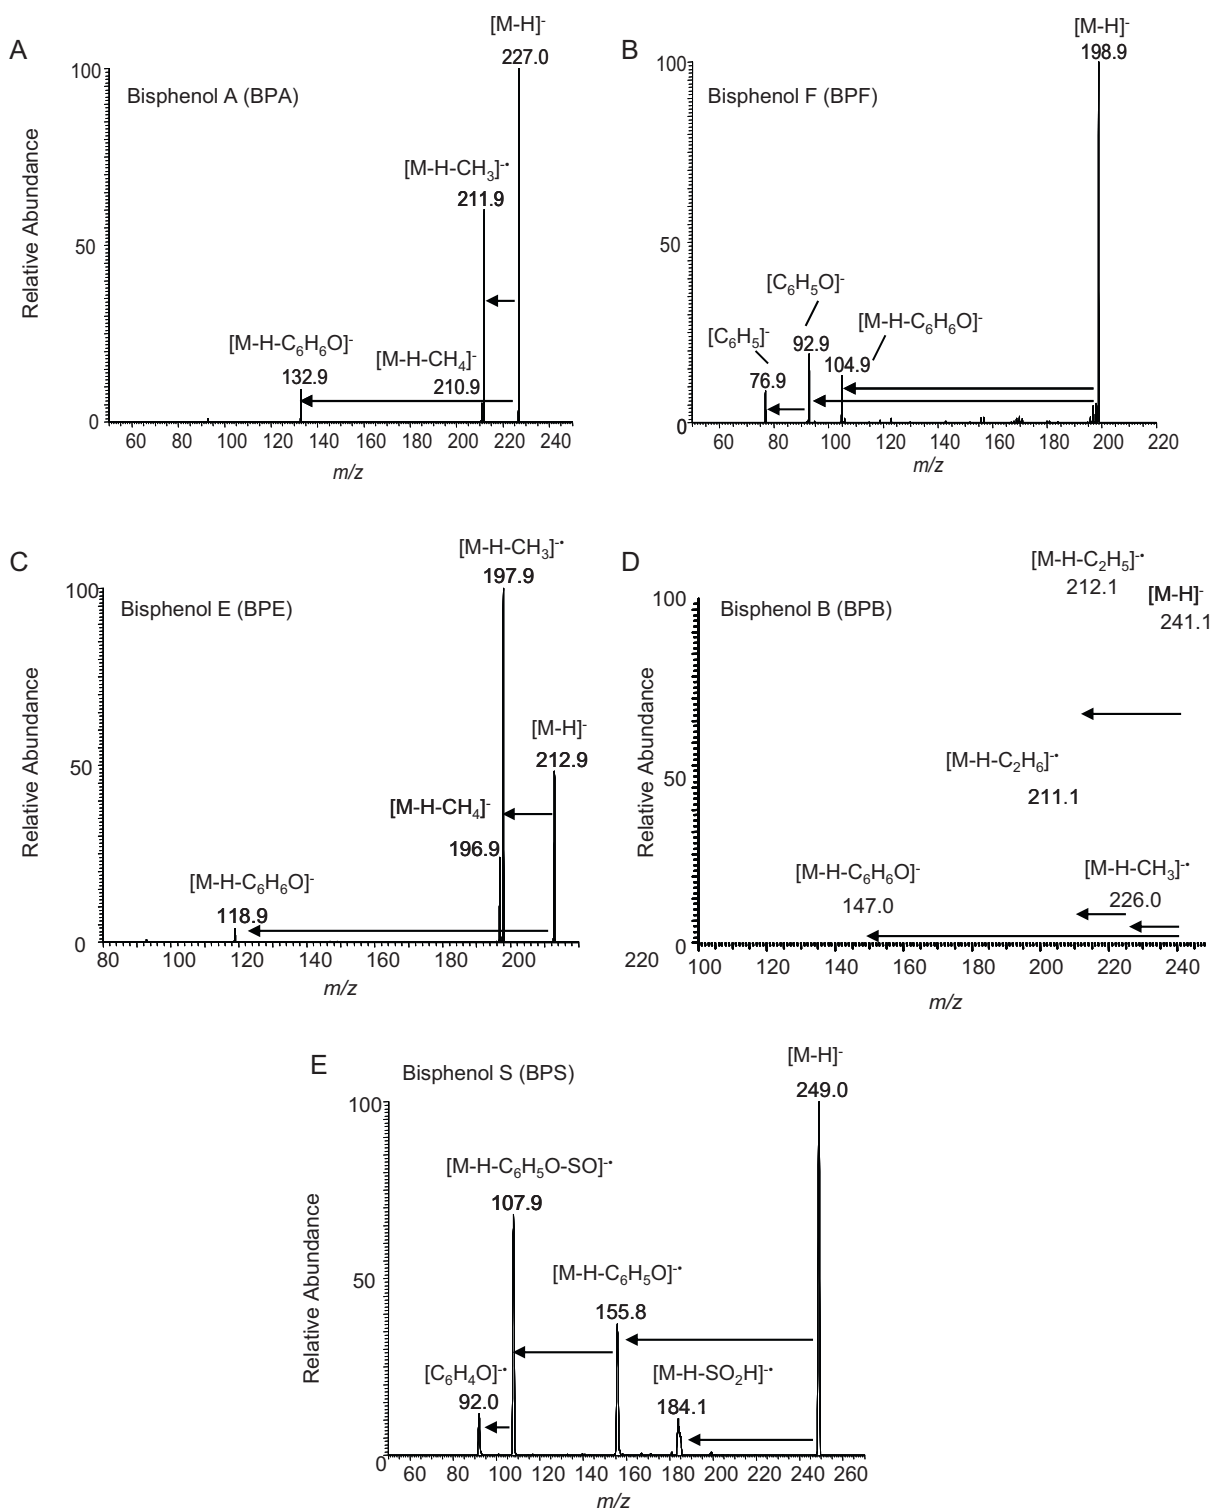 A
[M-H]-
227.0
100
Bisphenol A (BPA)
[M-H-CH3]-•
211.9
50
[M-H-C6H6O]-
132.9
[M-H-CH4]-
210.9
0
60 80 100 120 140 160 180 200 220 240
m/z
Relative Abundance
B
[M-H]-
198.9
100
Bisphenol F (BPF)
50
[C6H5O]-
[C6H5]-
92.9
[M-H-C6H6O]-
104.9
76.9
0
60 80 100 120 140 160 180 200 220
m/z
Relative Abundance
C
[M-H-CH3]-•
197.9
100
Bisphenol E (BPE)
[M-H]-
212.9
50
[M-H-CH4]-
196.9
[M-H-C6H6O]-
118.9
0
80 100 120 140 160 180 200
220
m/z
Relative Abundance
D
[M-H-C2H5]-•
212.1
[M-H]-
241.1
100
Bisphenol B (BPB)
[M-H-C2H6]-•
211.1
50
[M-H-C6H6O]-
147.0
[M-H-CH3]-•
226.0
0
100 120 140 160 180 200 220 240
m/z
Relative Abundance
E
[M-H]-
249.0
Bisphenol S (BPS)
100
[M-H-C6H5O-SO]-•
107.9
[M-H-C6H5O]-•
155.8
50
[C6H4O]-•
92.0
[M-H-SO2H]-•
184.1
0
60 80 100 120 140 160 180 200 220 240 260
m/z
Relative Abundance